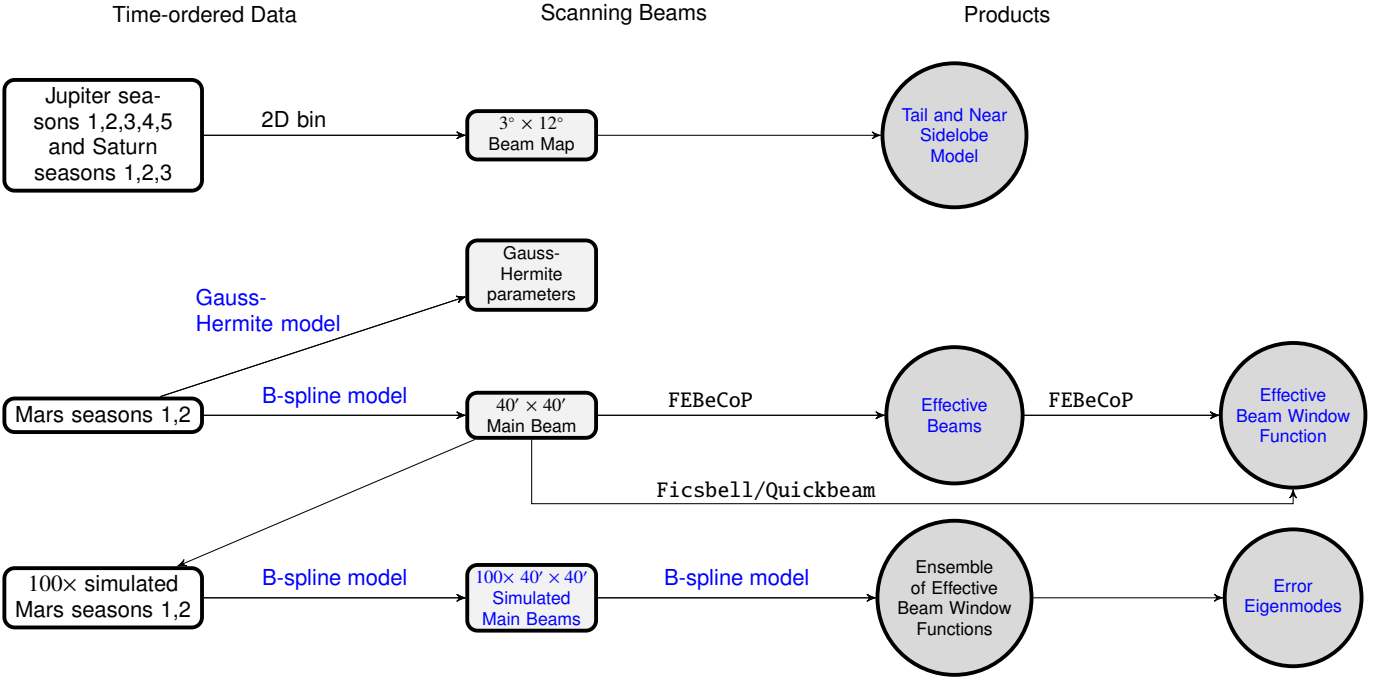 Time-ordered Data
Scanning Beams
Products
Jupiter sea-
sons 1,2,3,4,5
and Saturn
seasons 1,2,3
2D bin
3° × 12°
Beam Map
Tail and Near
Sidelobe
Model
Gauss-
Hermite model
Gauss-
Hermite
parameters
Mars seasons 1,2
B-spline model
40′ × 40′
Main Beam
FEBeCoP
Effective
Beams
FEBeCoP
Effective
Beam Window
Function
Ficsbell/Quickbeam
100× simulated
Mars seasons 1,2
B-spline model
100× 40′ × 40′
Simulated
Main Beams
B-spline model
Ensemble
of Effective
Beam Window
Functions
Error
Eigenmodes